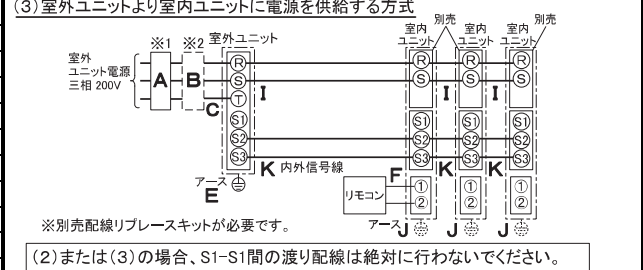 (3)室外ユニットより室内ユニットに電源を供給する方式
※1 ※2 室外ユニット
室内ユニット 別売 室内ユニット 室内ユニット 別売
室外
ユニット電源
三相 200V
A B C
R R R R
S S S S
T
I I I
S1 S1 S1 S1
S2 S2 S2 S2
S3 S3 S3 S3
K 内外信号線 K K
アース
E
F
リモコン
① ① ①
② ② ②
アース J J J
※別売配線リプレースキットが必要です。
(2)または(3)の場合、S1-S1間の渡り配線は絶対に行わないでください。